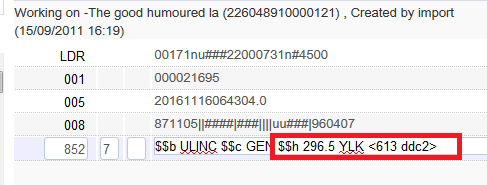 Working on -The good humoured la (226048910000121) , Created by import
(15/09/2011 16:19)
LDR 00171nu###22000731n#4500
001 000021695
005 20161116064304.0
008 871105||####|###||||uu###|960407
852 7 $$b ULINC $$c GEN $$h 296.5 YLK <613 ddc2>